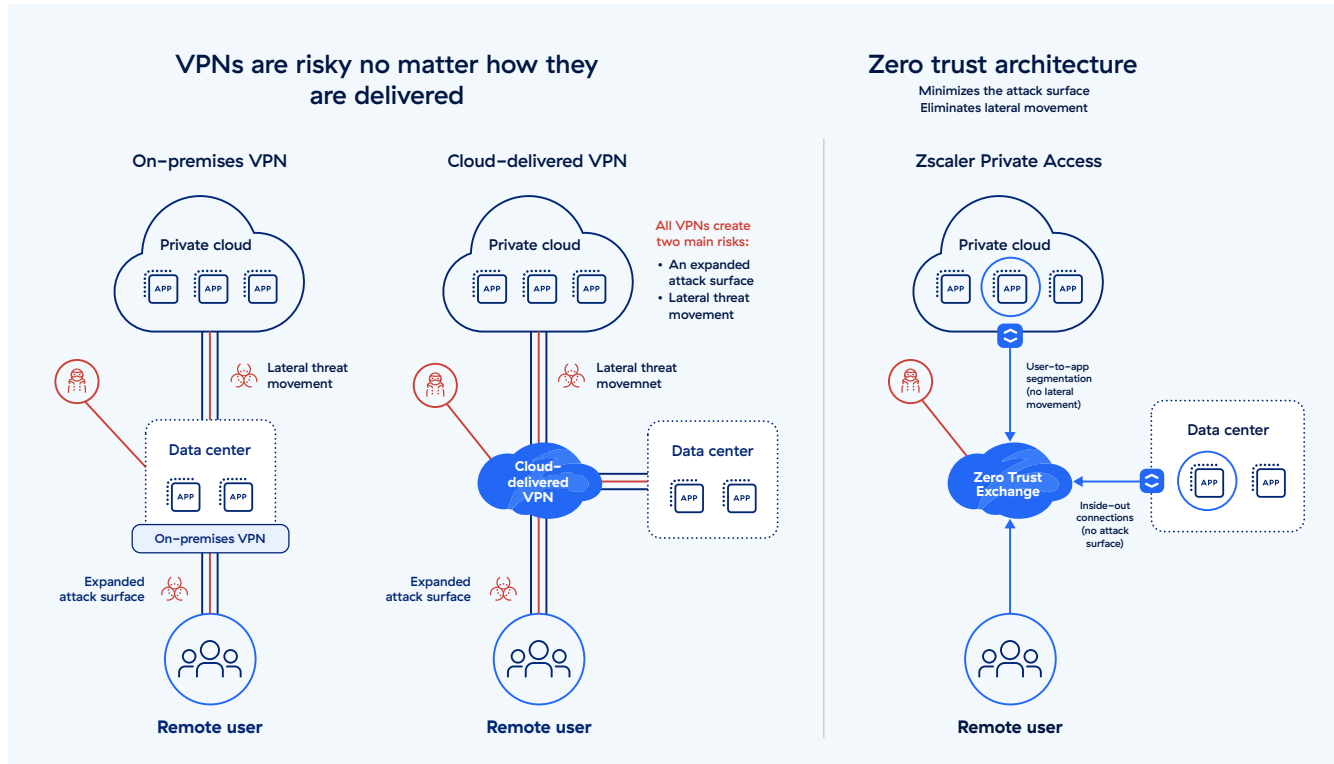 VPNs are risky no matter how they
are delivered
Zero trust architecture
Minimizes the attack surface
Eliminates lateral movement
On-premises VPN
Private cloud
APP
APP
APP
Lateral threat
movement
Data center
APP
APP
On-premises VPN
Expanded
attack surface
Remote user
Cloud-delivered VPN
Private cloud
APP
APP
APP
All VPNs create
two main risks:
• An expanded
attack surface
• Lateral threat
movement
Lateral threat
movemnet
Cloud-
delivered
VPN
Data center
APP
APP
Expanded
attack surface
Remote user
Zscaler Private Access
Private cloud
APP
APP
APP
User-to-app
segmentation
(no lateral
movement)
Zero Trust
Exchange
Data center
APP
APP
Inside-out
connections
(no attack
surface)
Remote user